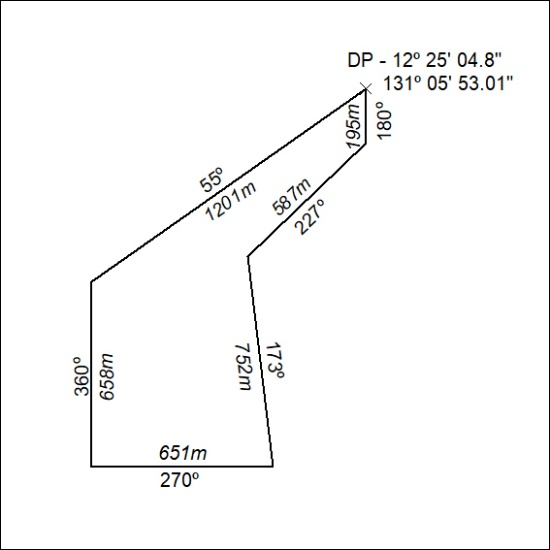 DP - 12º 25' 04.8"
131º 05' 53.01"
195m
180º
55º
1201m
587m
227º
173º
752m
360º
658m
651m
270º